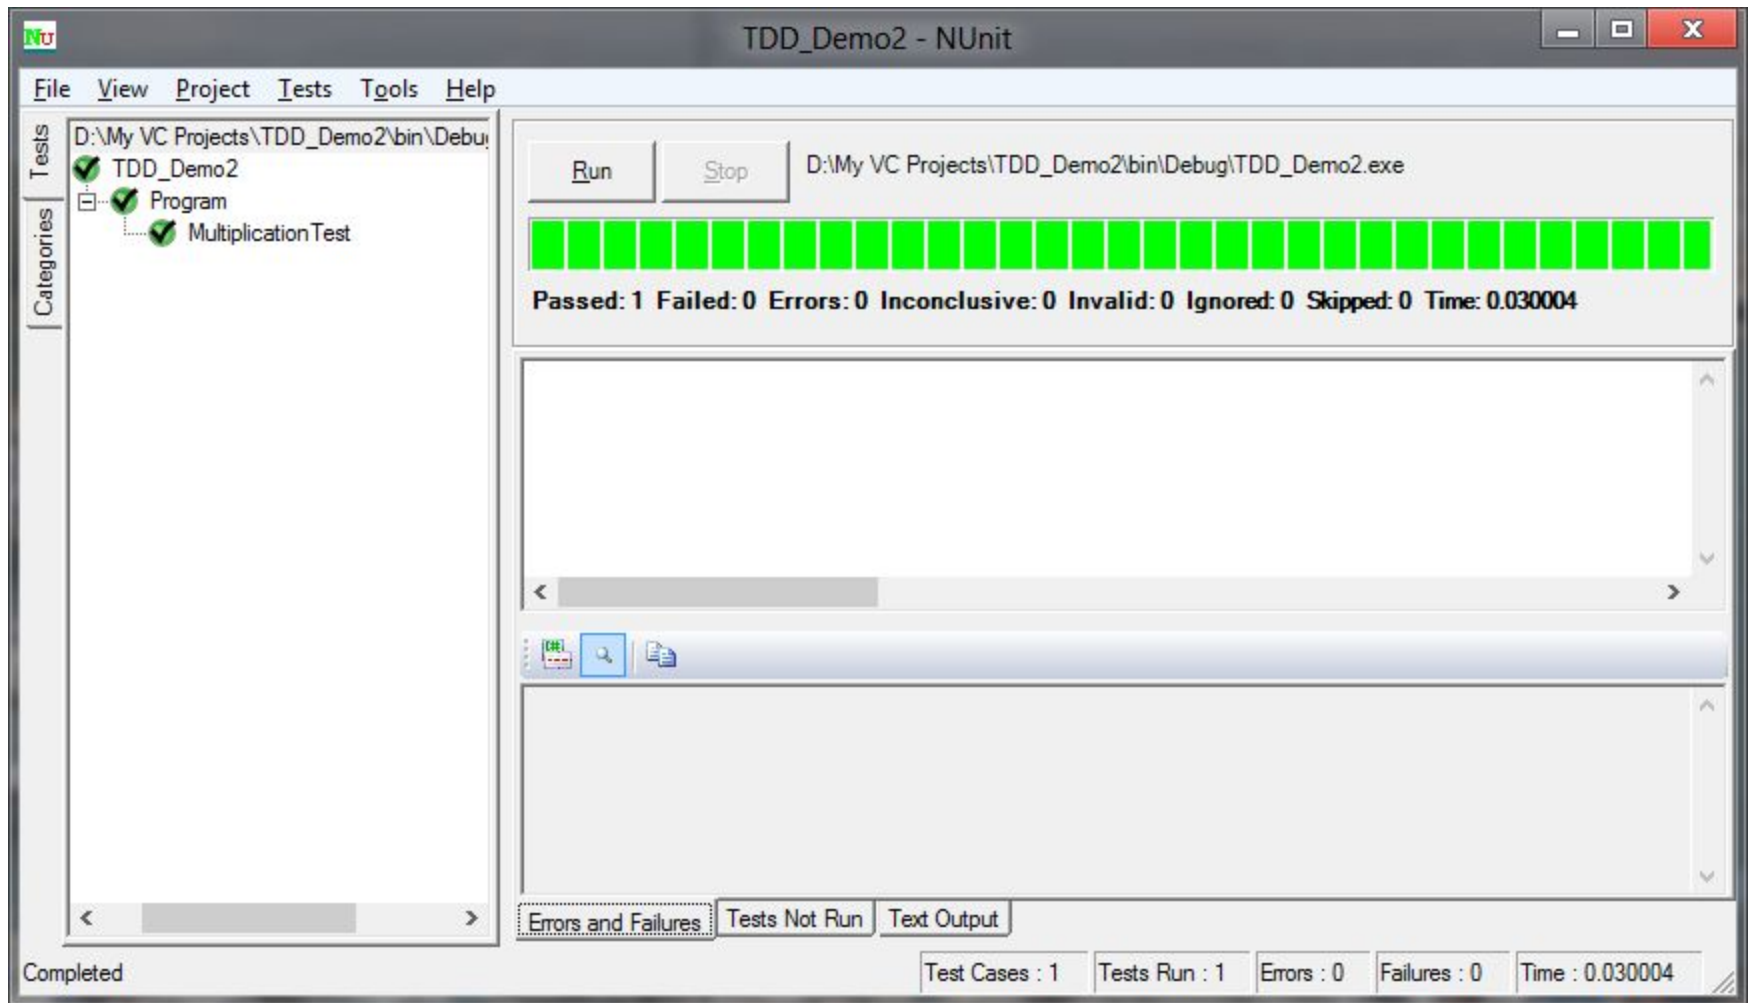 NU
TDD_Demo2 - NUnit
File View Project Tests Tools Help
Tests
Categories
D:\My VC Projects\TDD_Demo2\bin\Debug
TDD_Demo2
Program
MultiplicationTest
Run Stop D:\My VC Projects\TDD_Demo2\bin\Debug\TDD_Demo2.exe
Passed: 1 Failed: 0 Errors: 0 Inconclusive: 0 Invalid: 0 Ignored: 0 Skipped: 0 Time: 0.030004
Errors and Failures Tests Not Run Text Output
Completed Test Cases : 1 Tests Run : 1 Errors : 0 Failures : 0 Time : 0.030004